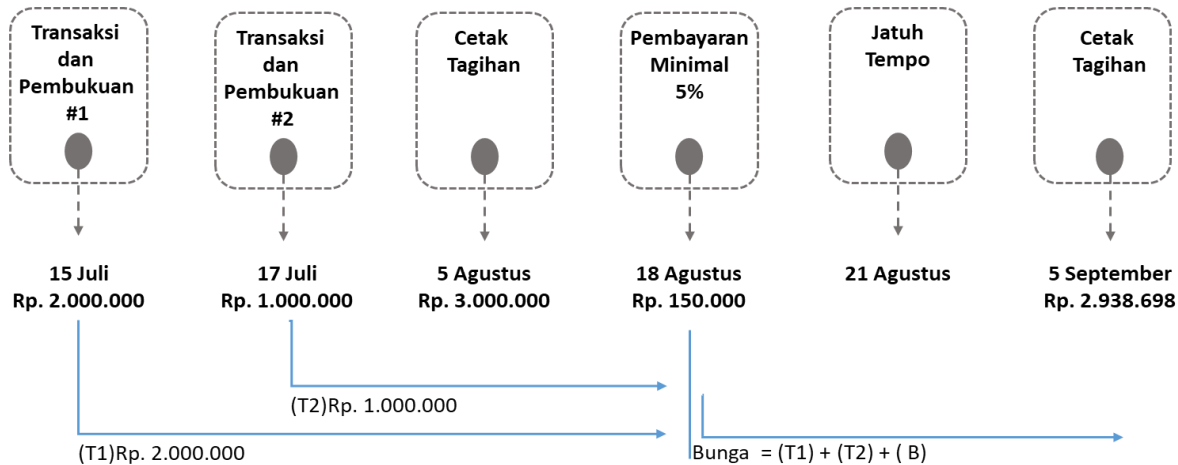 Transaksi
dan
Pembukuan
#1
Transaksi
dan
Pembukuan
#2
Cetak
Tagihan
Pembayaran
Minimal
5%
Jatuh
Tempo
Cetak
Tagihan
15 Juli
Rp. 2.000.000
17 Juli
Rp. 1.000.000
5 Agustus
Rp. 3.000.000
18 Agustus
Rp. 150.000
21 Agustus
5 September
Rp. 2.938.698
(T2)Rp. 1.000.000
(T1)Rp. 2.000.000
Bunga = (T1) + (T2) + ( B)